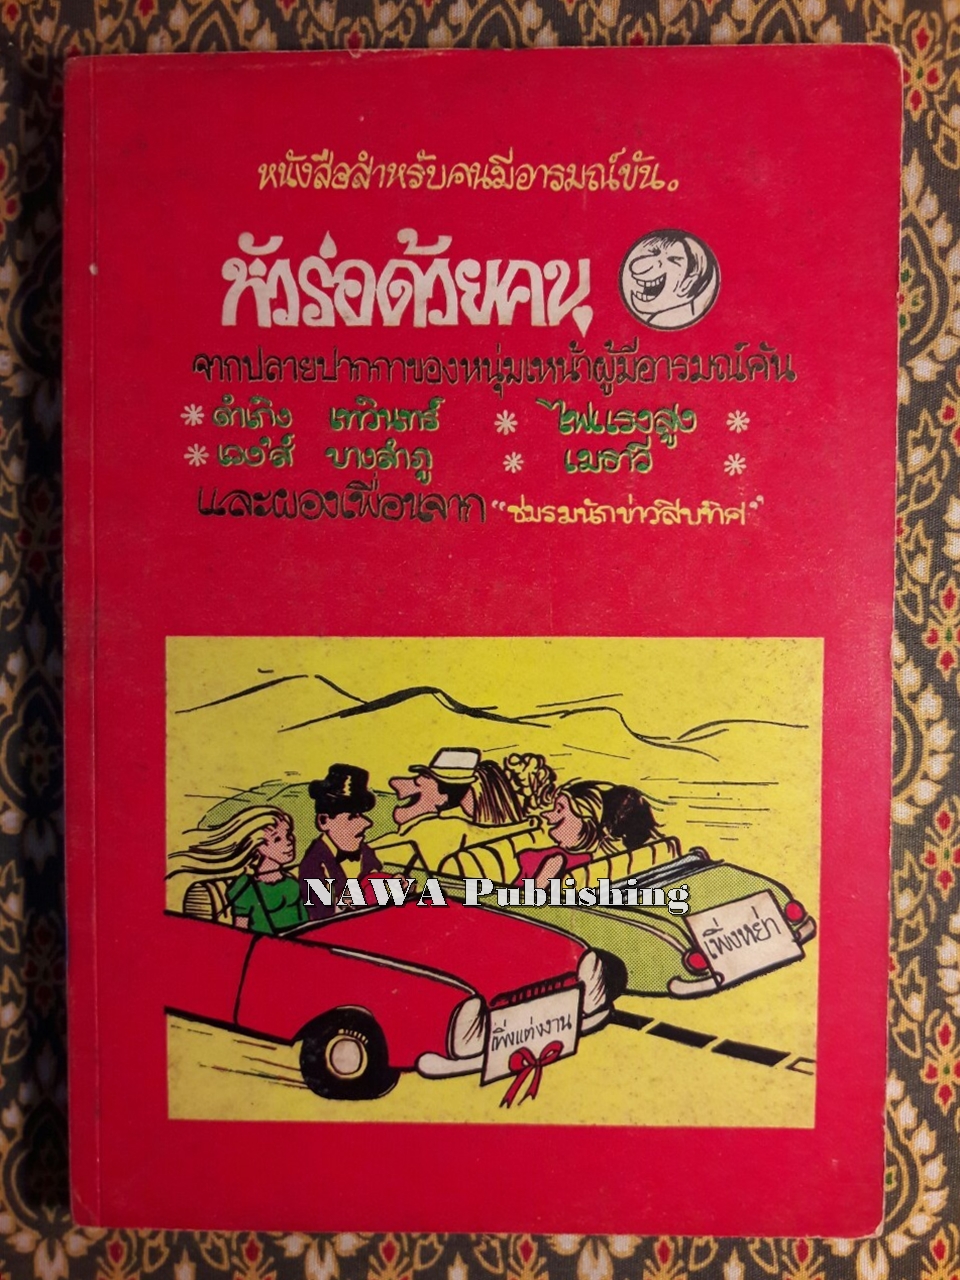 หนังสือสำหรับคนมีอารมณ์ขัน.
หัวร่อด้วยคน
จากปลายปากกาของหนุ่มเหน้าผู้มีอารมณ์คัน
* ดำเกิง เทวินทร์ * ไฟแรงสูง *
* บางลำภู * เมธาวี *
และผองเพื่อนจาก "ชมรมนักข่าวสิบทิศ"
NAWA Publishing
เพิ่งหย่า
เพิ่งแต่งงาน